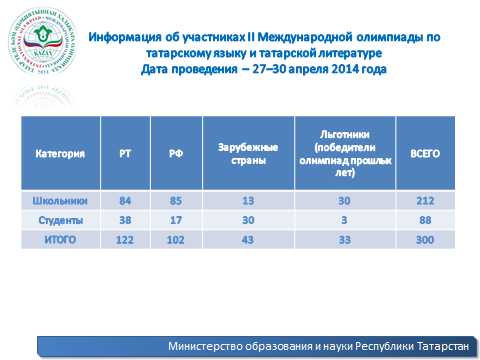 Информация об участниках II Международной олимпиады по
татарскому языку и татарской литературе
Дата проведения – 27–30 апреля 2014 года
Категория РТ РФ Зарубежные страны Льготники (победители олимпиад прошлых лет) ВСЕГО
Школьники 84 85 13 30 212
Студенты 38 17 30 3 88
ИТОГО 122 102 43 33 300
Министерство образования и науки Республики Татарстан